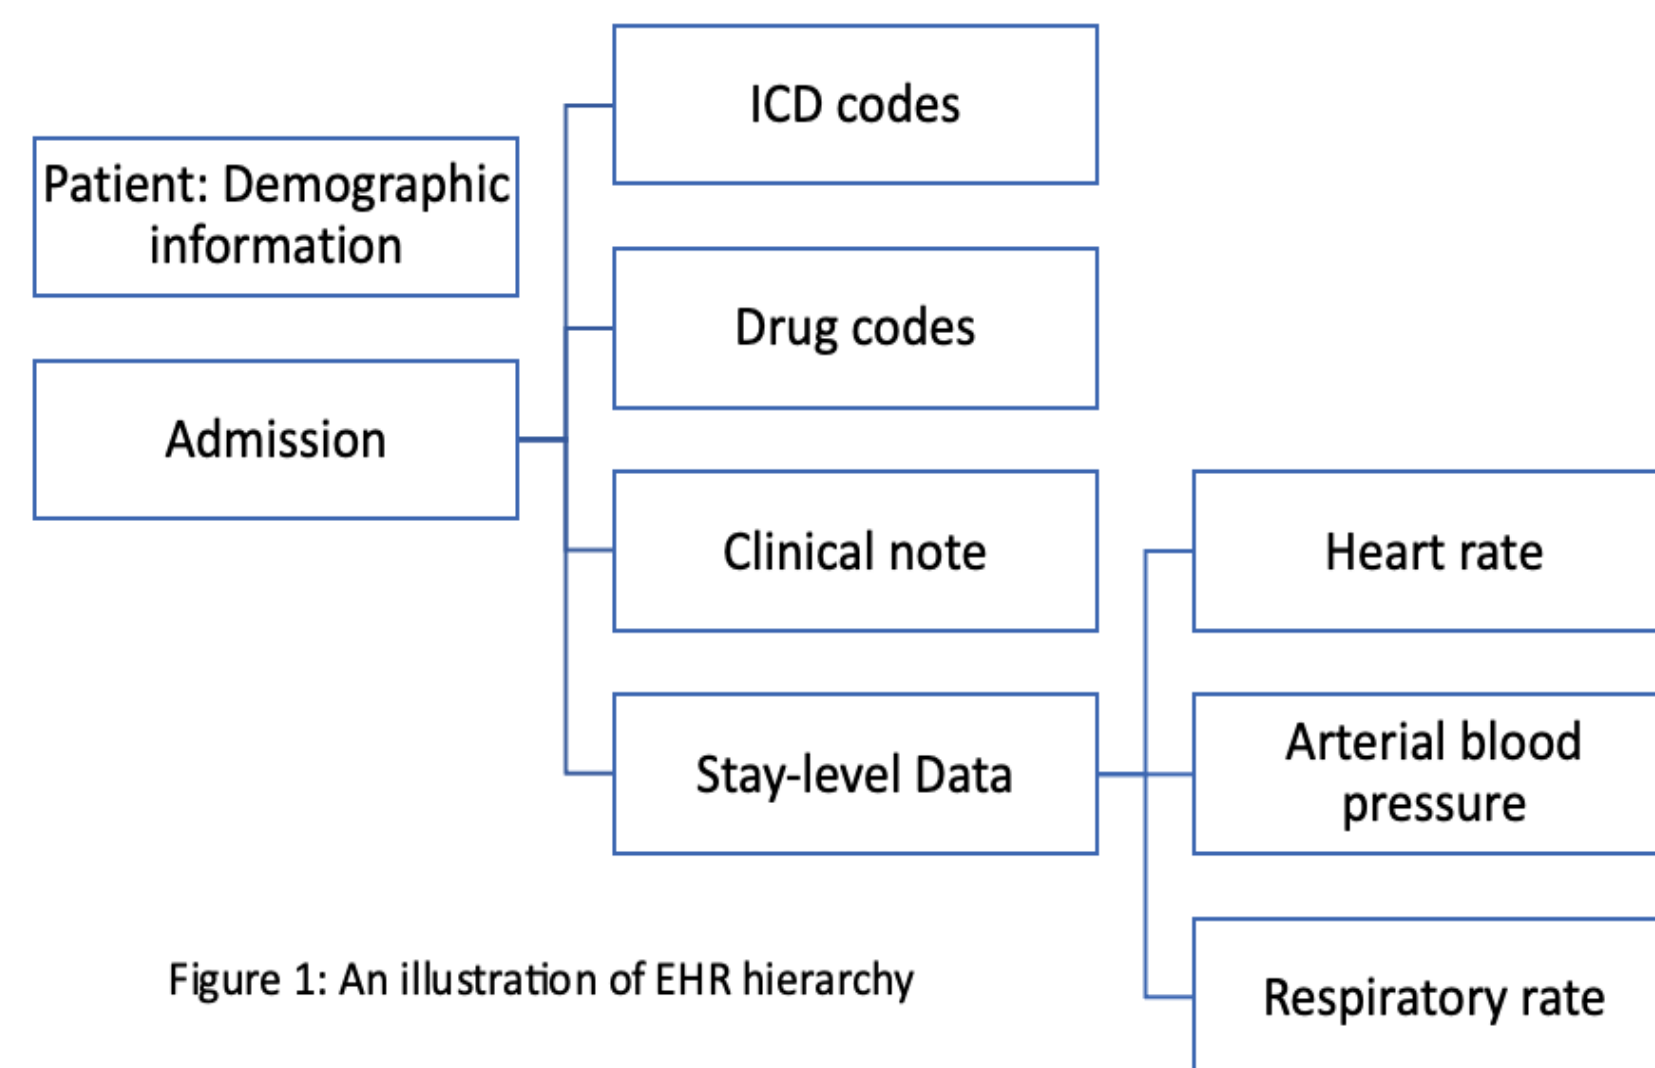 ICD codes
Patient: Demographic
information
Drug codes
Admission
Clinical note
Heart rate
Stay-level Data
Arterial blood
pressure
Respiratory rate
Figure 1: An illustration of EHR hierarchy